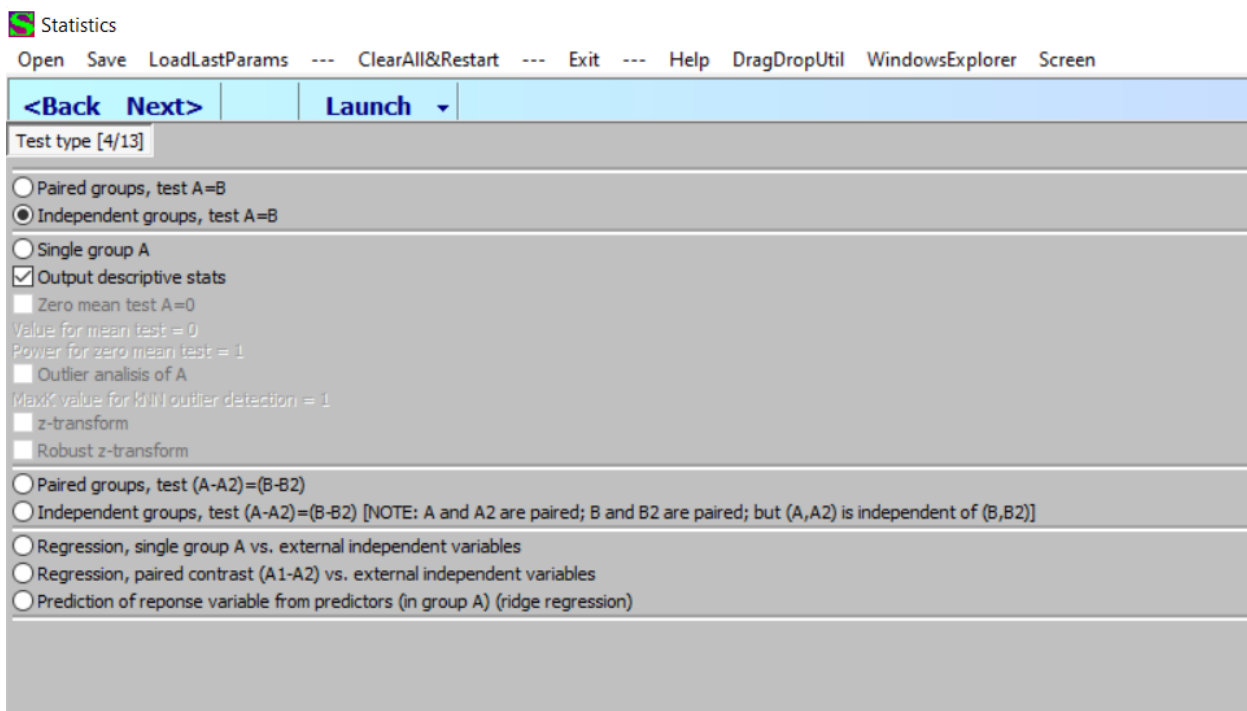 Statistics
Open Save LoadLastParams --- ClearAll&Restart --- Exit --- Help DragDropUtil WindowsExplorer Screen
<Back Next> Launch
Test type [4/13]
Paired groups, test A=B
Independent groups, test A=B
Single group A
Output descriptive stats
Zero mean test A=0
Value for mean test = 0
Power for zero mean test = 1
Outlier analisis of A
MaxK value for kNN outlier detection = 1
z-transform
Robust z-transform
Paired groups, test (A-A2)=(B-B2)
Independent groups, test (A-A2)=(B-B2) [NOTE: A and A2 are paired; B and B2 are paired; but (A,A2) is independent of (B,B2)]
Regression, single group A vs. external independent variables
Regression, paired contrast (A1-A2) vs. external independent variables
Prediction of reponse variable from predictors (in group A) (ridge regression)